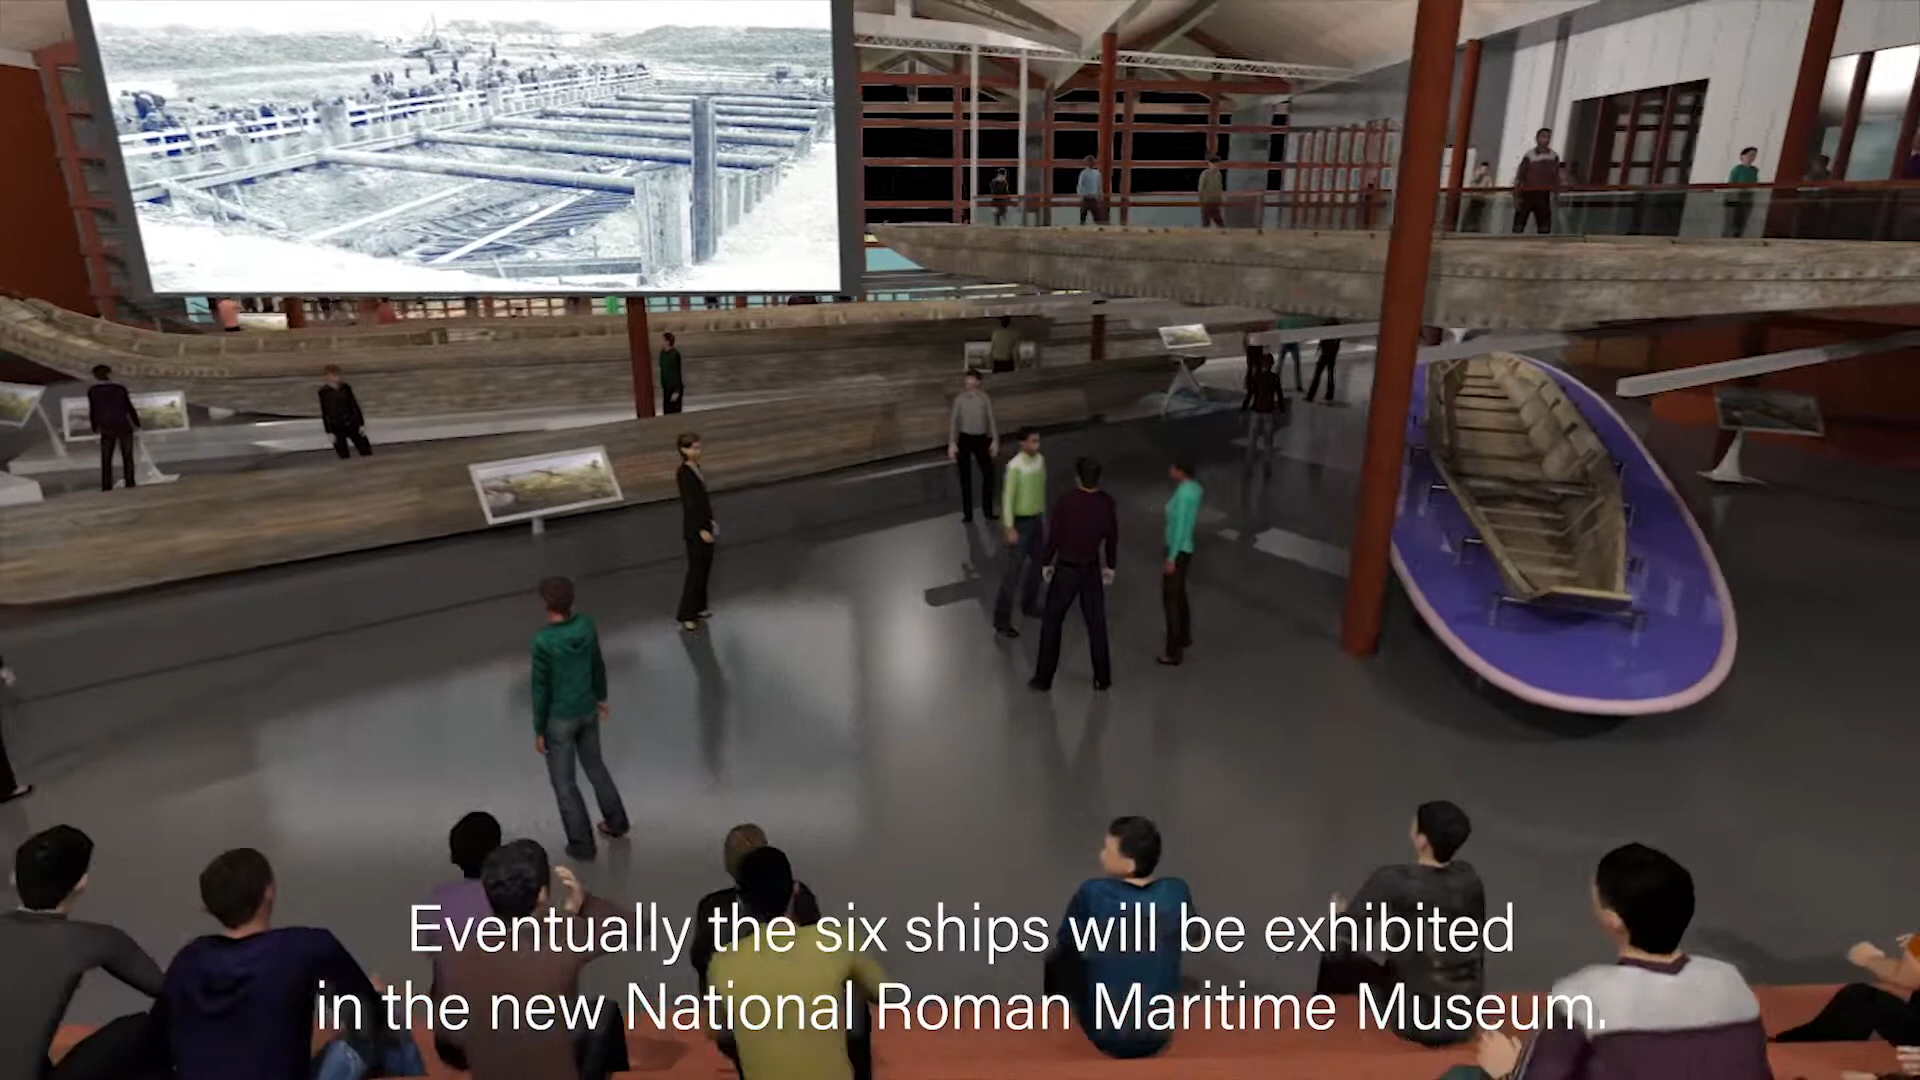 Eventually the six ships will be exhibited
in the new National Roman Maritime Museum.